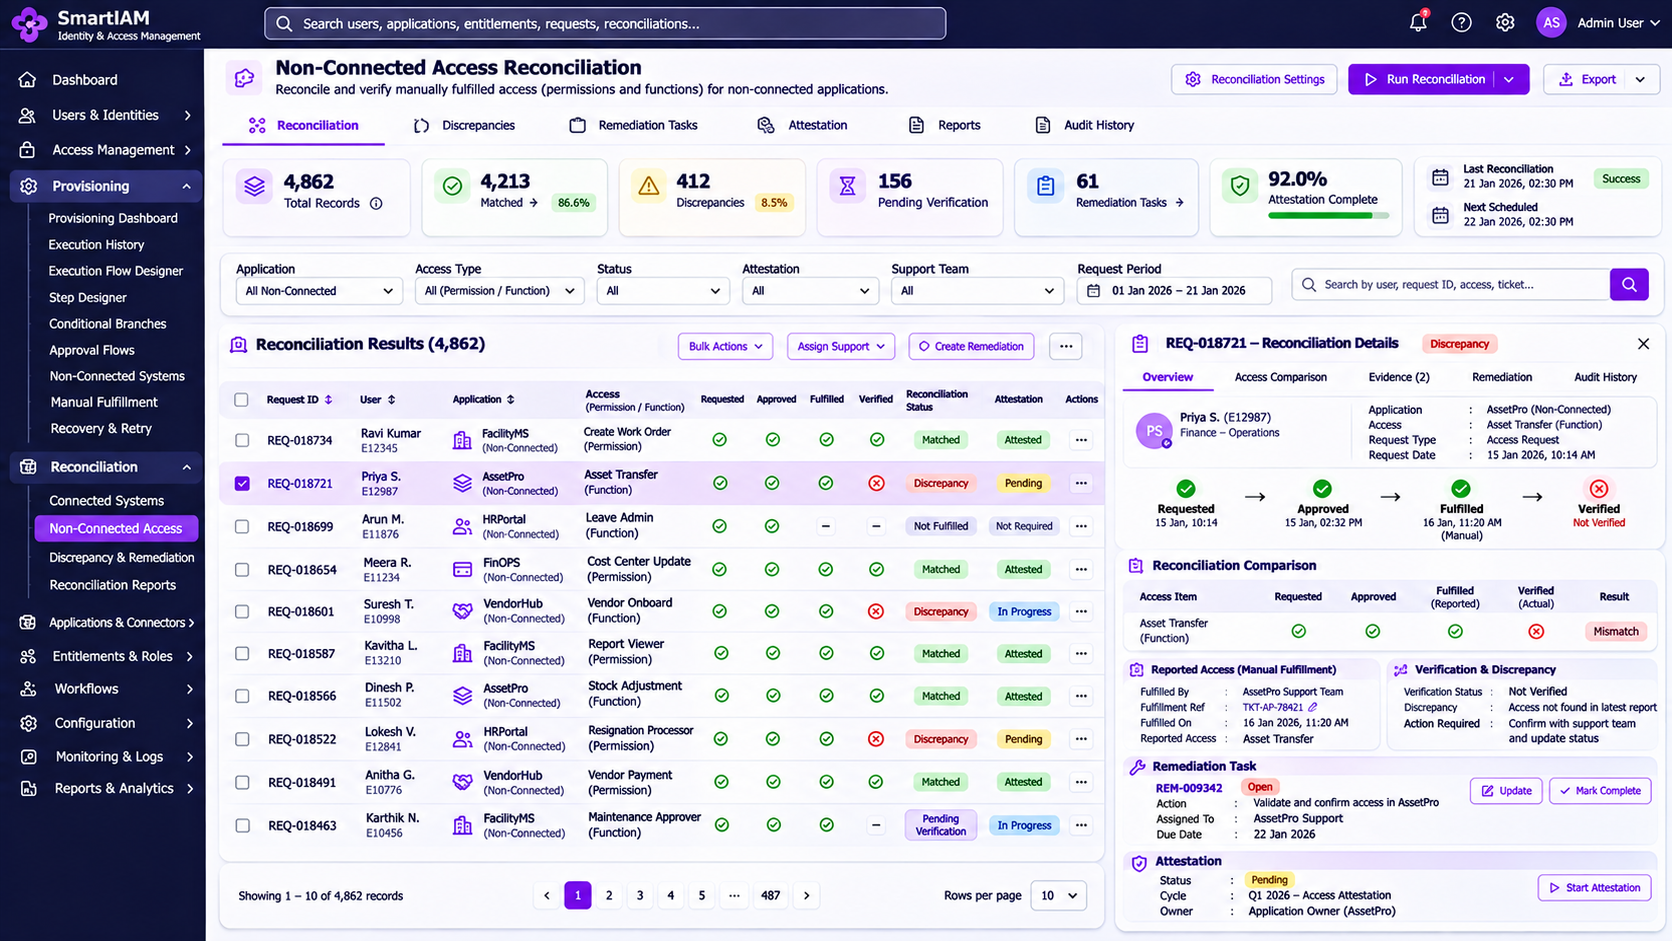 SmartIAM
Identity & Access Management
Search users, applications, entitlements, requests, reconciliations...
AS
Admin User
Dashboard
Users & Identities
Access Management
Provisioning
Provisioning Dashboard
Execution History
Execution Flow Designer
Step Designer
Conditional Branches
Approval Flows
Non-Connected Systems
Manual Fulfillment
Recovery & Retry
Reconciliation
Connected Systems
Non-Connected Access
Discrepancy & Remediation
Reconciliation Reports
Applications & Connectors
Entitlements & Roles
Workflows
Configuration
Monitoring & Logs
Reports & Analytics
Non-Connected Access Reconciliation
Reconcile and verify manually fulfilled access (permissions and functions) for non-connected applications.
Reconciliation Settings
Run Reconciliation
Export
Reconciliation
Discrepancies
Remediation Tasks
Attestation
Reports
Audit History
4,862
Total Records
4,213
Matched → 86.6%
412
Discrepancies 8.5%
156
Pending Verification
61
Remediation Tasks →
92.0%
Attestation Complete
Last Reconciliation
21 Jan 2026, 02:30 PM
Success
Next Scheduled
22 Jan 2026, 02:30 PM
Application
All Non-Connected
Access Type
All (Permission / Function)
Status
All
Attestation
All
Support Team
All
Request Period
01 Jan 2026 – 21 Jan 2026
Search by user, request ID, access, ticket...
Reconciliation Results (4,862)
Bulk Actions
Assign Support
Create Remediation
...
Request ID User Application Access (Permission / Function) Requested Approved Fulfilled Verified Reconciliation Status Attestation Actions
REQ-018734 Ravi Kumar FacilityMS Create Work Order Matched Attested ...
E12345 (Non-Connected) (Permission)
REQ-018721 Priya S. AssetPro Asset Transfer Discrepancy Pending ...
E12987 (Non-Connected) (Function)
REQ-018699 Arun M. HRPortal Leave Admin – – Not Fulfilled Not Required ...
E11876 (Non-Connected) (Function)
REQ-018654 Meera R. FinOPS Cost Center Update Matched Attested ...
E11234 (Non-Connected) (Permission)
REQ-018601 Suresh T. VendorHub Vendor Onboard Discrepancy In Progress ...
E10998 (Non-Connected) (Function)
REQ-018587 Kavitha L. FacilityMS Report Viewer Matched Attested ...
E13210 (Non-Connected) (Permission)
REQ-018566 Dinesh P. AssetPro Stock Adjustment Matched Attested ...
E11502 (Non-Connected) (Function)
REQ-018522 Lokesh V. HRPortal Resignation Processor Discrepancy Pending ...
E12841 (Non-Connected) (Permission)
REQ-018491 Anitha G. VendorHub Vendor Payment Matched Attested ...
E10776 (Non-Connected) (Permission)
REQ-018463 Karthik N. FacilityMS Maintenance Approver – Pending Verification In Progress ...
E10456 (Non-Connected) (Function)
Showing 1 – 10 of 4,862 records
‹ 1 2 3 4 5 ... 487 ›
Rows per page 10
REQ-018721 – Reconciliation Details
Discrepancy
Overview
Access Comparison
Evidence (2)
Remediation
Audit History
PS
Priya S. (E12987)
Finance – Operations
Application : AssetPro (Non-Connected)
Access : Asset Transfer (Function)
Request Type : Access Request
Request Date : 15 Jan 2026, 10:14 AM
Requested → Approved → Fulfilled → Verified
15 Jan, 10:14 15 Jan, 02:32 PM 16 Jan, 11:20 AM Not Verified
(Manual)
Reconciliation Comparison
Access Item Requested Approved Fulfilled (Reported) Verified (Actual) Result
Asset Transfer Mismatch
(Function)
Reported Access (Manual Fulfillment)
Fulfilled By : AssetPro Support Team
Fulfillment Ref : TKT-AP-78421
Fulfilled On : 16 Jan 2026, 11:20 AM
Reported Access : Asset Transfer
Verification & Discrepancy
Verification Status : Not Verified
Discrepancy : Access not found in latest report
Action Required : Confirm with support team
and update status
Remediation Task
REM-009342 Open
Action : Validate and confirm access in AssetPro
Assigned To : AssetPro Support
Due Date : 22 Jan 2026
Update
Mark Complete
Attestation
Status : Pending
Cycle : Q1 2026 – Access Attestation
Owner : Application Owner (AssetPro)
Start Attestation